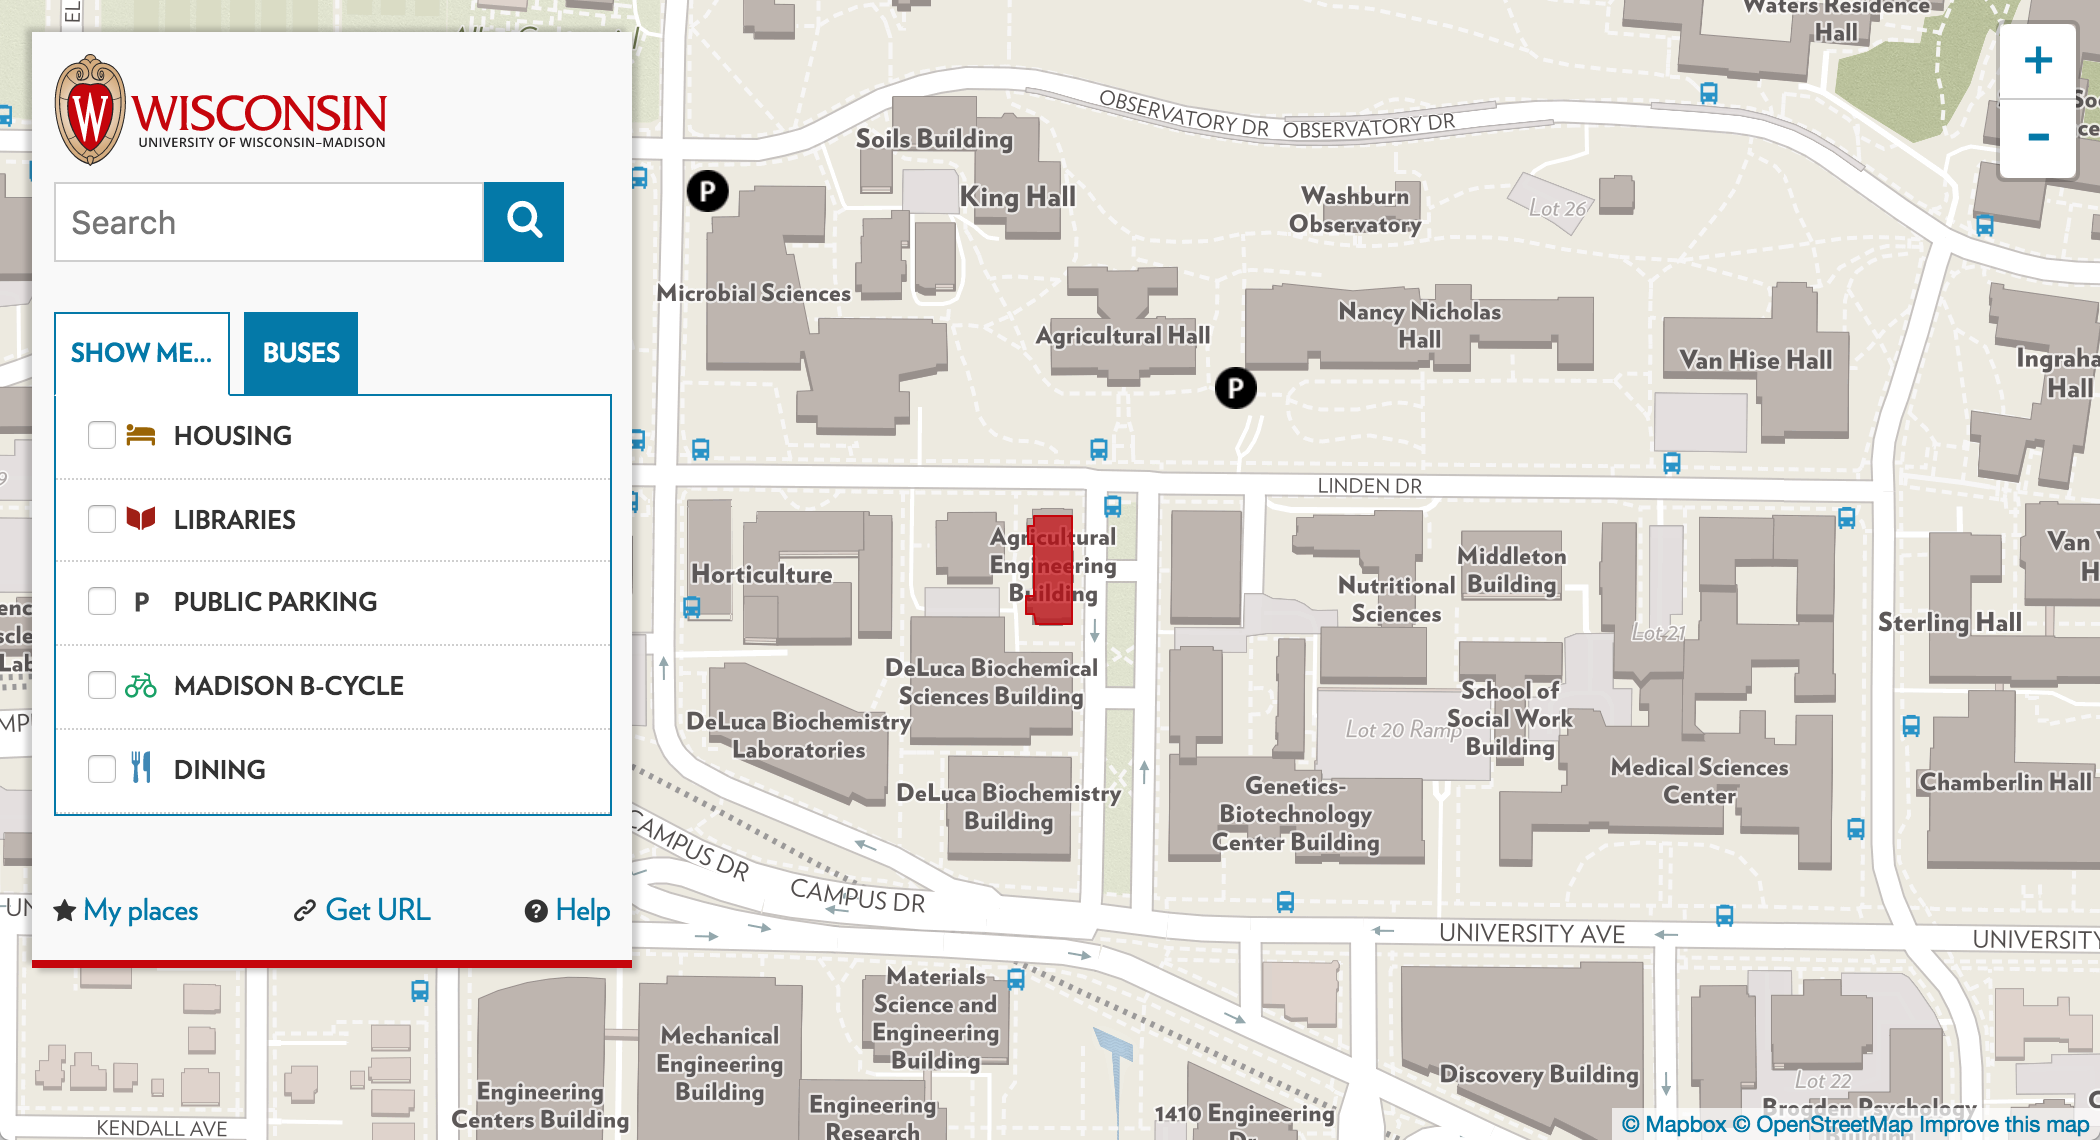 W
WISCONSIN
UNIVERSITY OF WISCONSIN–MADISON
Search
SHOW ME...
BUSES
HOUSING
LIBRARIES
P PUBLIC PARKING
MADISON B-CYCLE
DINING
My places
Get URL
? Help
+
-
Waters Residence
Hall
OBSERVATORY DR
OBSERVATORY DR
Soils Building
King Hall
P
Washburn
Observatory
Lot 26
Microbial Sciences
Agricultural Hall
Nancy Nicholas
Hall
Van Hise Hall
Hall
P
LINDEN DR
Horticulture
Agricultural
Engineering
Building
Nutritional
Sciences
Middleton
Building
Lot 21
Sterling Hall
Van
DeLuca Biochemical
Sciences Building
DeLuca Biochemistry
Laboratories
DeLuca Biochemistry
Building
Lot 20 Ramp
School of
Social Work
Building
Genetics-
Biotechnology
Center Building
Medical Sciences
Center
Chamberlin Hall
CAMPUS DR
CAMPUS DR
UNIVERSITY AVE
UNIVERSITY
Materials
Science and
Engineering
Building
Mechanical
Engineering
Building
Engineering
Centers Building
Engineering
Research
1410 Engineering
Dr
Discovery Building
Lot 22
Brogden Psychology
Building
KENDALL AVE
© Mapbox © OpenStreetMap Improve this map